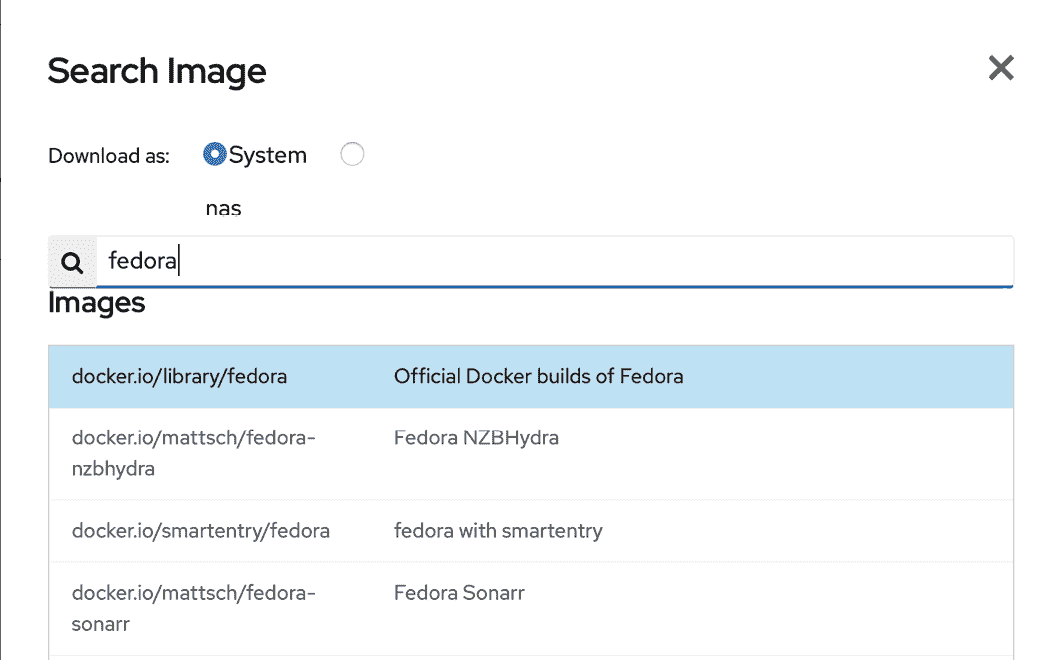 Search Image
Download as: System
nas
fedora
Images
docker.io/library/fedora Official Docker builds of Fedora
docker.io/mattsch/fedora- Fedora NZBHydra
nzbhydra
docker.io/smartentry/fedora fedora with smartentry
docker.io/mattsch/fedora- Fedora Sonarr
sonarr